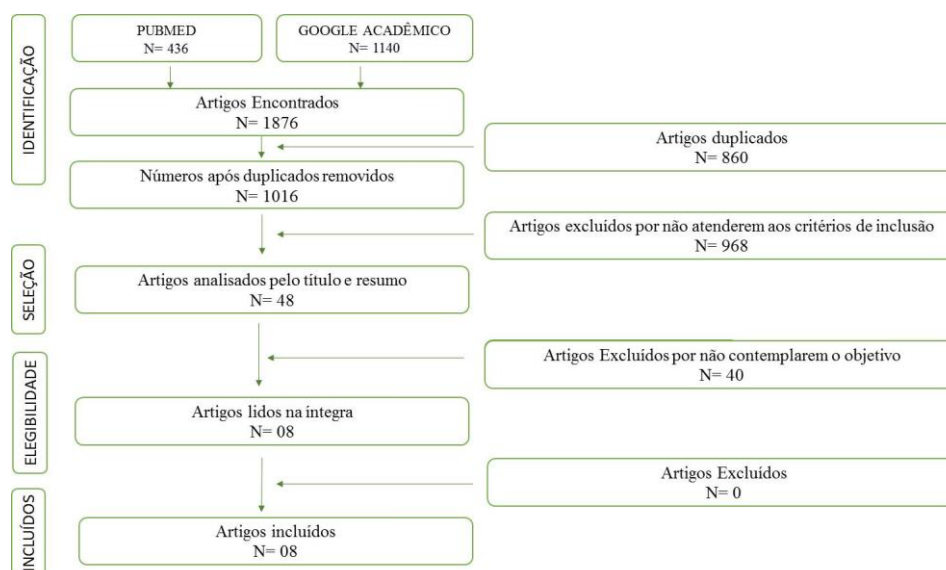 IDENTIFICAÇÃO
PUBMED
N= 436
GOOGLE ACADÊMICO
N= 1140
Artigos Encontrados
N= 1876
Artigos duplicados
N= 860
Números após duplicados removidos
N= 1016
Artigos excluídos por não atenderem aos critérios de inclusão
N= 968
SELEÇÃO
Artigos analisados pelo título e resumo
N= 48
Artigos Excluídos por não contemplarem o objetivo
N= 40
ELEGIBILIDADE
Artigos lidos na integra
N= 08
Artigos Excluídos
N= 0
INCLUÍDOS
Artigos incluídos
N= 08